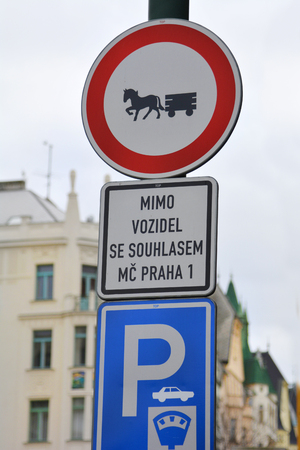 MIMO
VOZIDEL
SE SOUHLASEM
MČ PRAHA 1
P